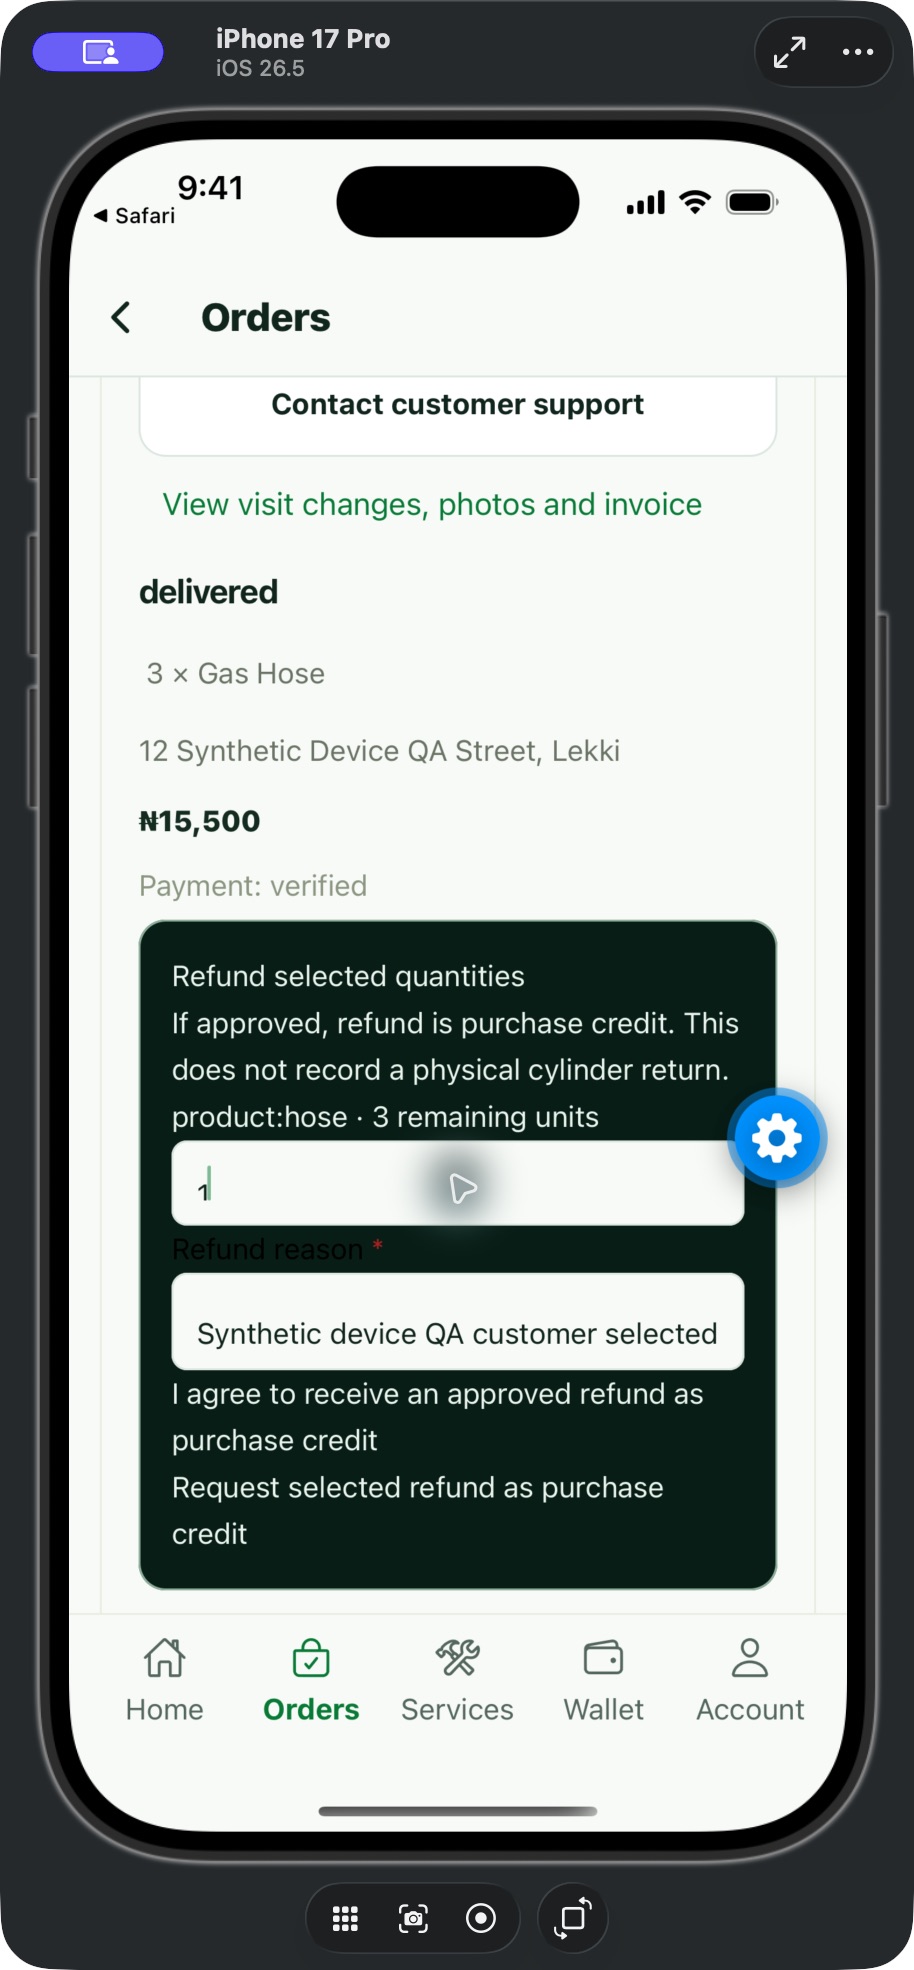 iPhone 17 Pro
iOS 26.5
9:41
◀ Safari
Orders
Contact customer support
View visit changes, photos and invoice
delivered
3 × Gas Hose
12 Synthetic Device QA Street, Lekki
₦15,500
Payment: verified
Refund selected quantities
If approved, refund is purchase credit. This
does not record a physical cylinder return.
product:hose · 3 remaining units
1
Refund reason *
Synthetic device QA customer selected
I agree to receive an approved refund as
purchase credit
Request selected refund as purchase
credit
Home
Orders
Services
Wallet
Account